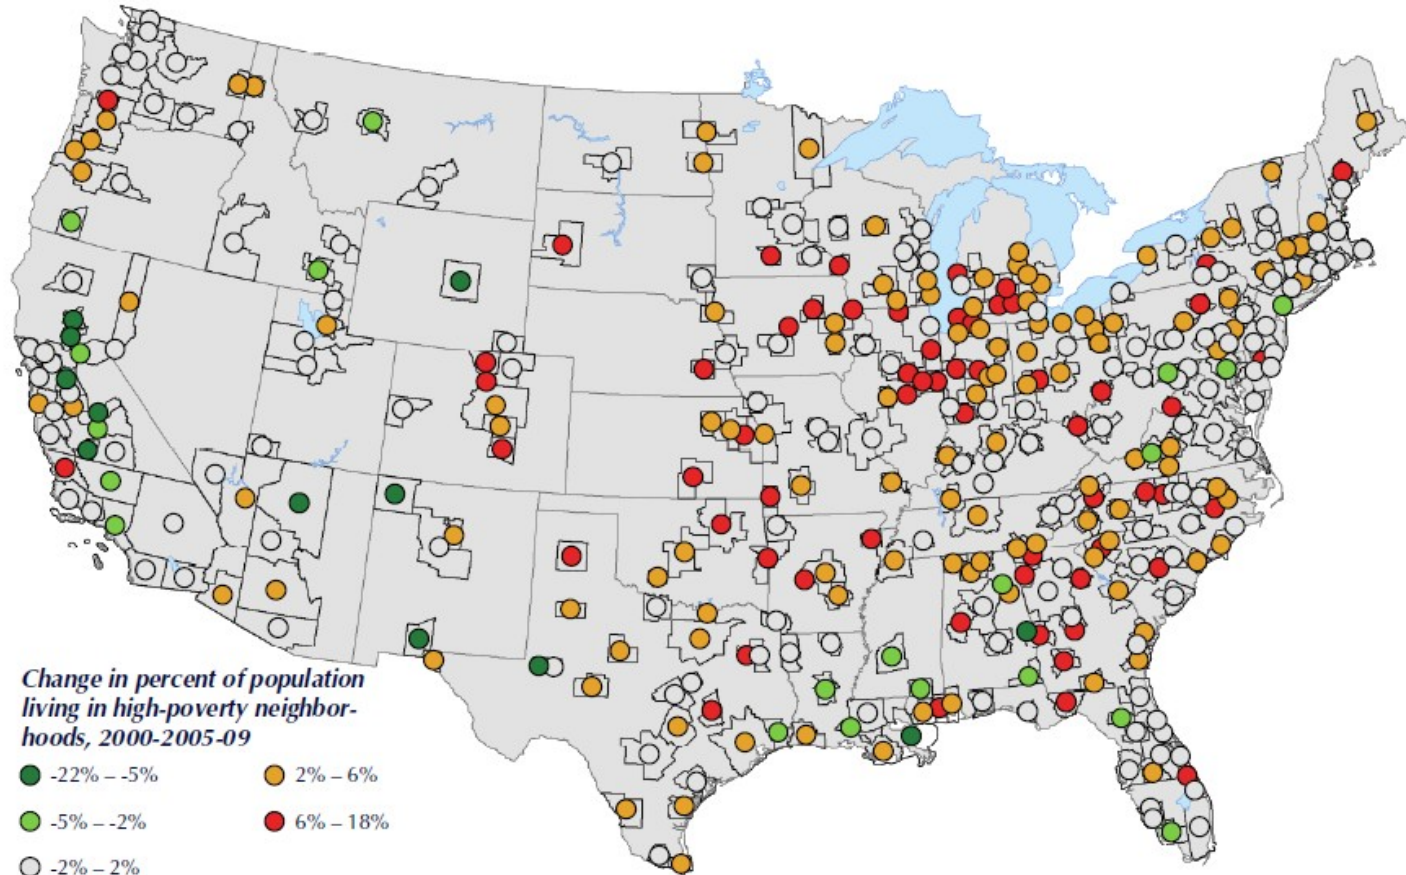 Change in percent of population
living in high-poverty neighbor-
hoods, 2000-2005-09
-22% – -5%
2% – 6%
-5% – -2%
6% – 18%
-2% – 2%